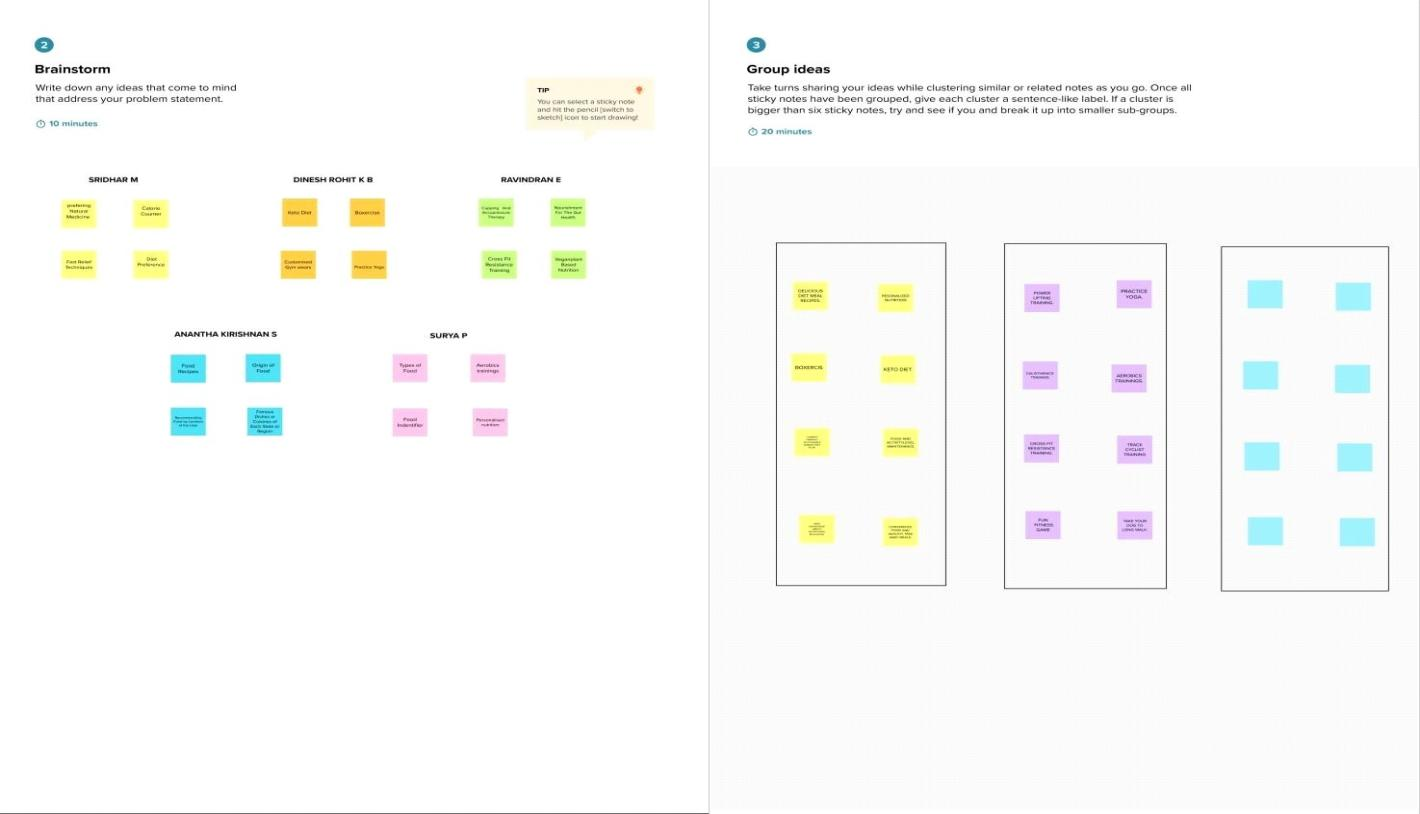 2
Brainstorm
Write down any ideas that come to mind
that address your problem statement.
10 minutes
TIP
You can select a sticky note
and hit the pencil [switch to
sketch] icon to start drawing!
SRIDHAR M
prefering
Natural
Medicine
Calorie
Counter
Fast Relief
Techniques
Diet
Preference
DINESH ROHIT K B
Keto Diet
Boxercise
Customised
Gym wears
Practice Yoga
RAVINDRAN E
Cupping And
Accupressure
Therapy
Nourishment
For The Gut
Health
Cross Fit
Resistance
Training
Veganplant
Based
Nutrition
ANANTHA KIRISHNAN S
Food
Recipes
Origin of
Food
Famous
Dishes or
Cuisines of
Each State or
Region
SURYA P
Types of
Food
Aerobics
trainings
Food
Indentifier
Personalised
nutrition
3
Group ideas
Take turns sharing your ideas while clustering similar or related notes as you go. Once all
sticky notes have been grouped, give each cluster a sentence-like label. If a cluster is
bigger than six sticky notes, try and see if you and break it up into smaller sub-groups.
20 minutes
DELICIOUS
DIET MEAL
RECIPES.
NUTRITION.
KETO DIET.
FOOD AND
MAINTENANCE.
POWER
LIFTING
TRAINING.
PRACTICE
YOGA.
TRAININGS.
AEROBICS
TRAININGS.
CROSS FIT
RESISTANCE
TRAINING.
TRACK
CYCLIST
TRAINING
FUN
FITNESS
GAME
TAKE YOUR
DOG TO
LONG WALK.